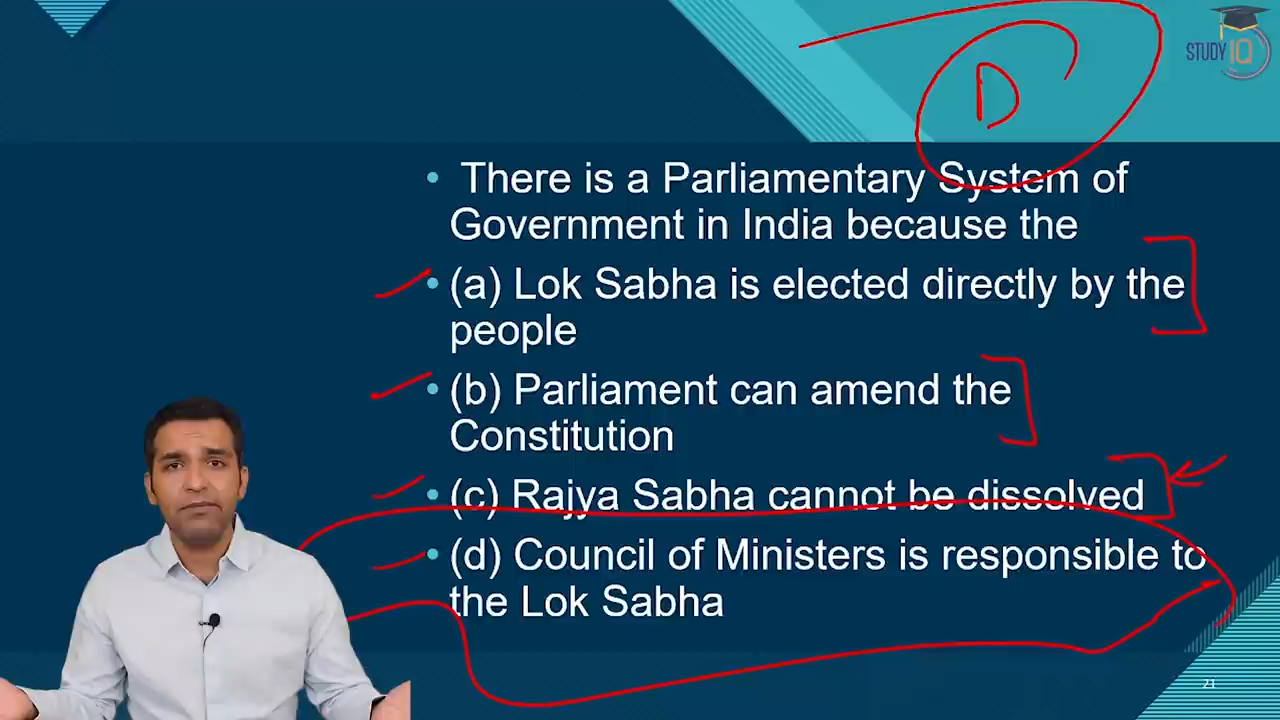 STUDY IQ
D
• There is a Parliamentary System of
Government in India because the
• (a) Lok Sabha is elected directly by the
people
• (b) Parliament can amend the
Constitution
• (c) Rajya Sabha cannot be dissolved
• (d) Council of Ministers is responsible to
the Lok Sabha
21